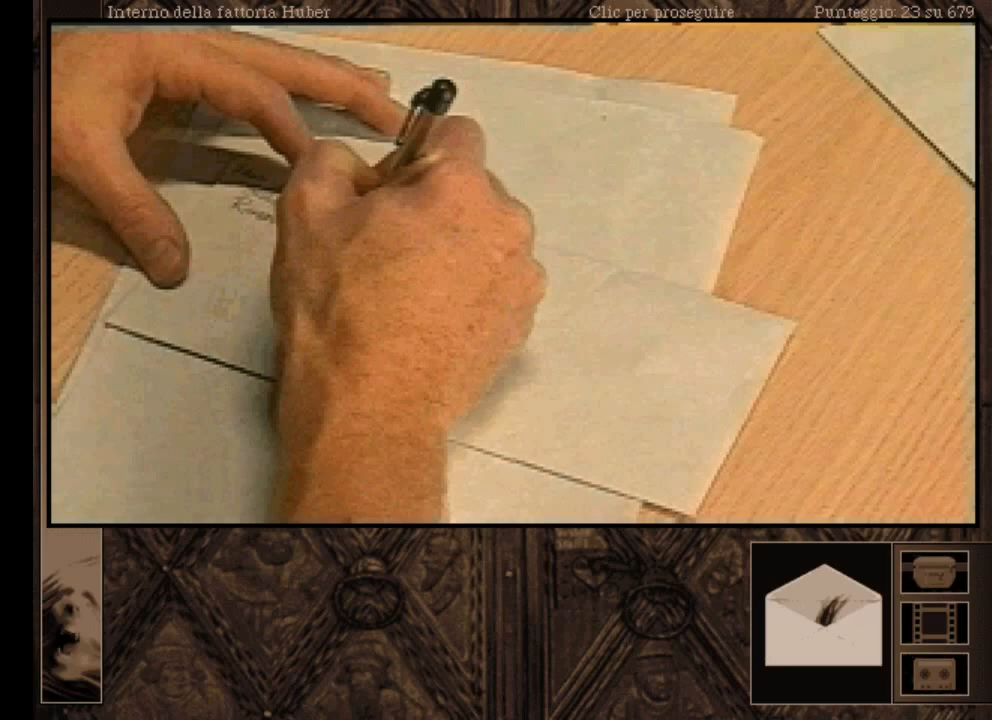 Interno della fattoria Huber
Clic per proseguire
Punteggio: 23 su 679